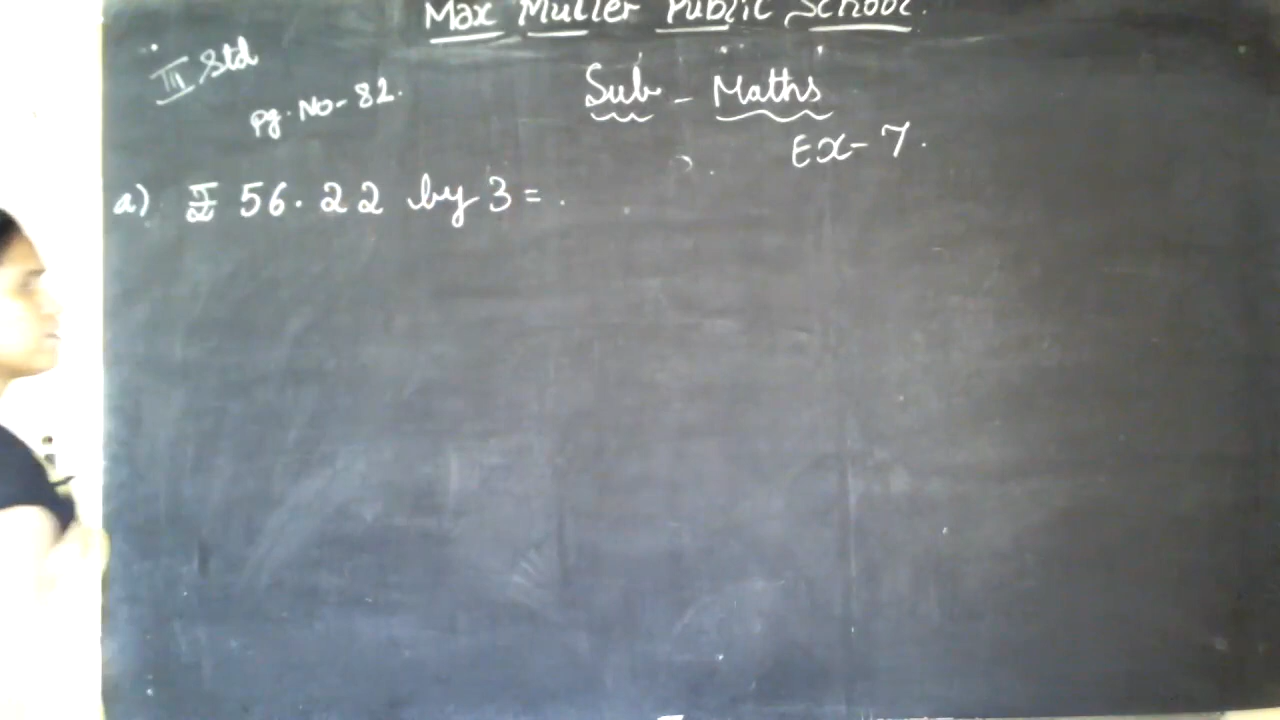 Max Muller Public School.
III Std
Sub - Maths
Pg. No- 82.
Ex- 7.
a) 56.22 by 3 = .